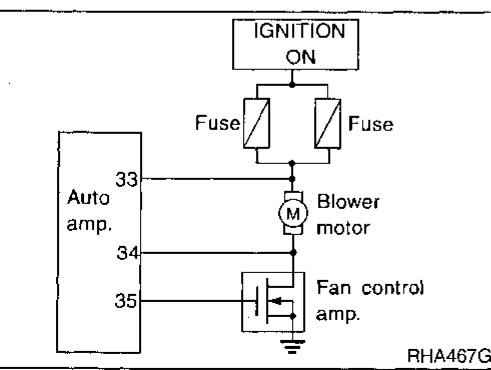 IGNITION
ON
Fuse
Fuse
33
Auto
amp.
Blower
motor
M
34
35
Fan control
amp.
RHA467G